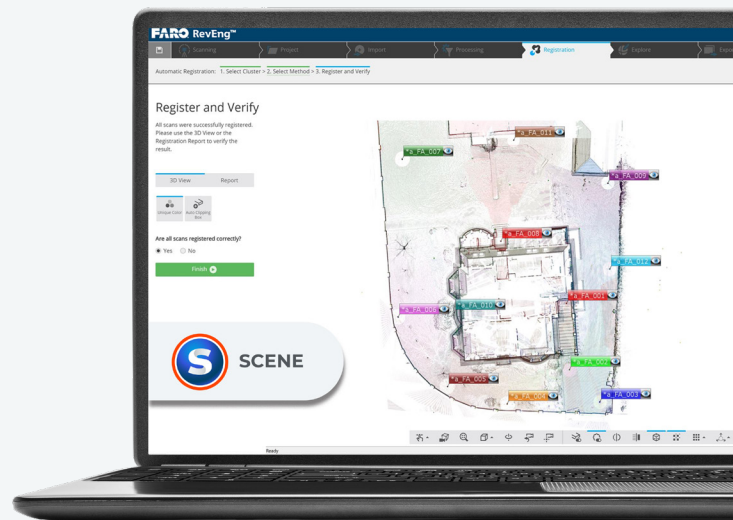 FARO RevEng™
Scanning
Project
Import
Processing
Registration
Explore
Automatic Registration: 1. Select Cluster > 2. Select Method > 3. Register and Verify
Register and Verify
All scans were successfully registered.
Please use the 3D View or the
Registration Report to verify the
result.
3D View
Report
Unique Color
Auto Clipping
Box
Are all scans registered correctly?
Yes
No
Finish
*a_FA_011
*a_FA_007
*a_FA_009
*a_FA_008
*a_FA_012
*a_FA_001
*a_FA_010
*a_FA_002
*a_FA_005
*a_FA_004
*a_FA_003
S SCENE
Ready